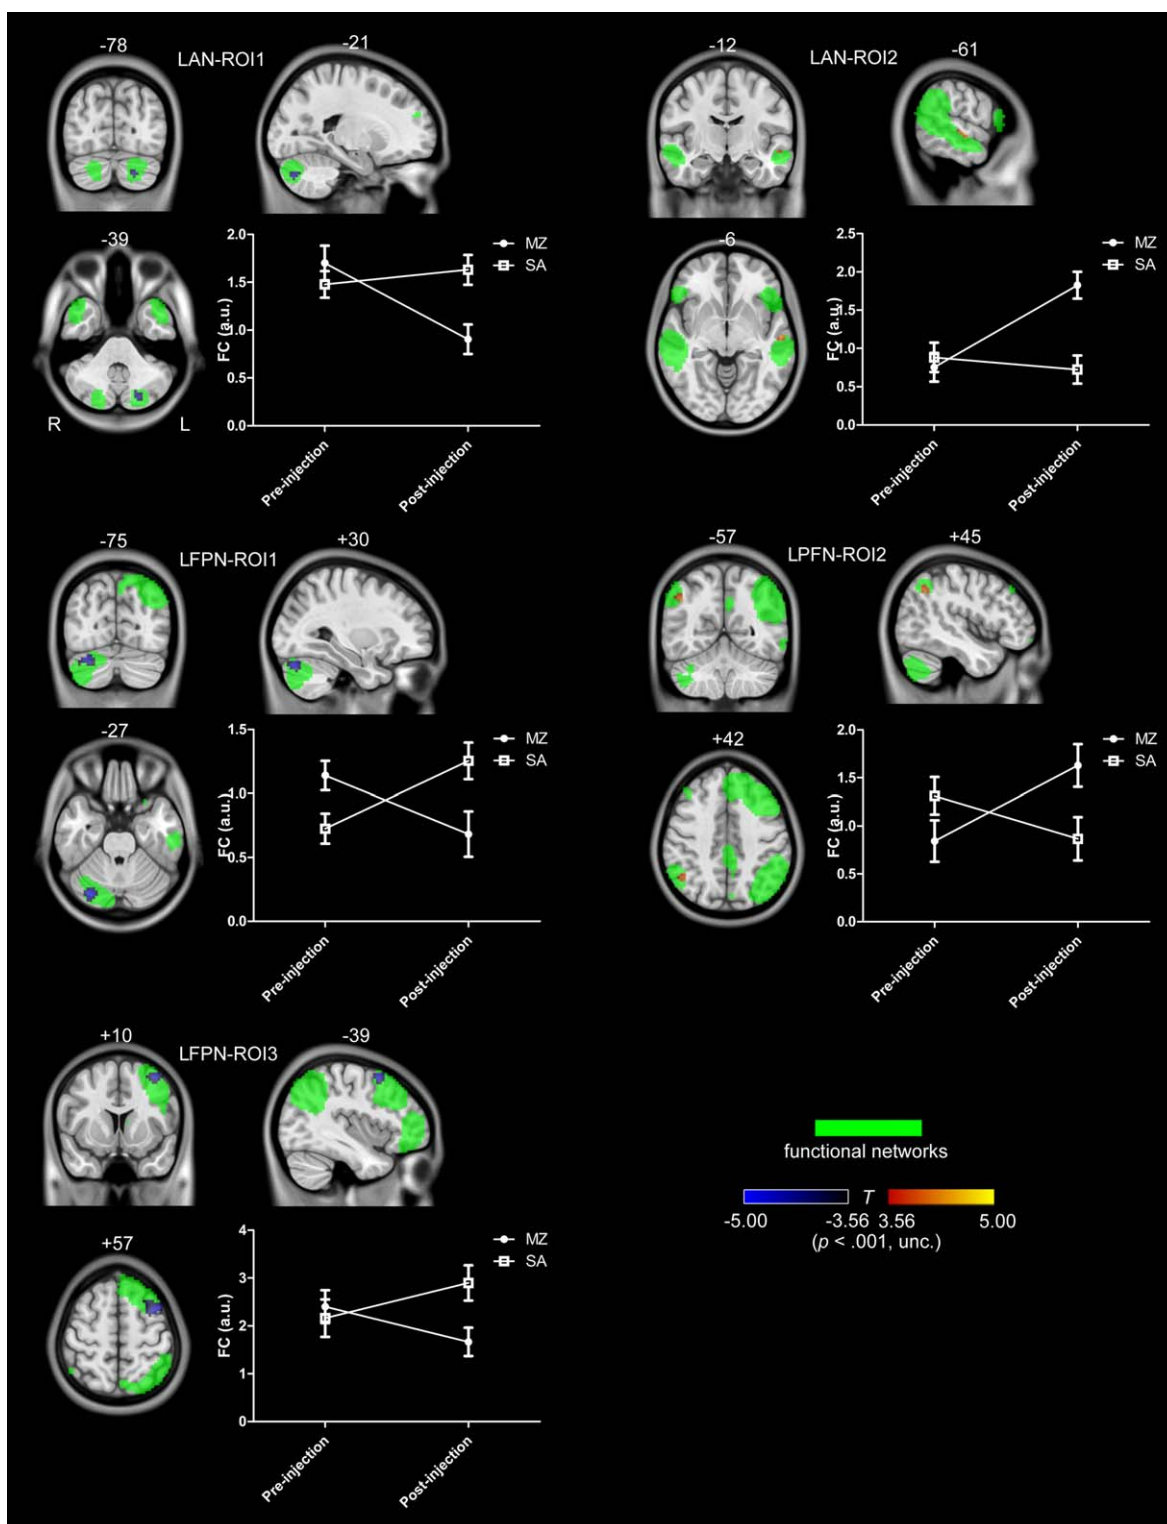 -78
LAN-ROI1
-21
-39
R
L
2.0
1.5
1.0
0.5
0.0
FC (a.u.)
MZ
SA
Pre-injection
Post-injection
-12
LAN-ROI2
-61
-6
2.5
2.0
1.5
1.0
0.5
0.0
FC (a.u.)
MZ
SA
Pre-injection
Post-injection
-75
LFPN-ROI1
+30
-27
1.5
1.0
0.5
0.0
FC (a.u.)
MZ
SA
Pre-injection
Post-injection
-57
LPFN-ROI2
+45
+42
2.0
1.5
1.0
0.5
0.0
FC (a.u.)
MZ
SA
Pre-injection
Post-injection
+10
LFPN-ROI3
-39
+57
4
3
2
1
0
FC (a.u.)
MZ
SA
Pre-injection
Post-injection
functional networks
T
-5.00 -3.56 3.56 5.00
(p < .001, unc.)